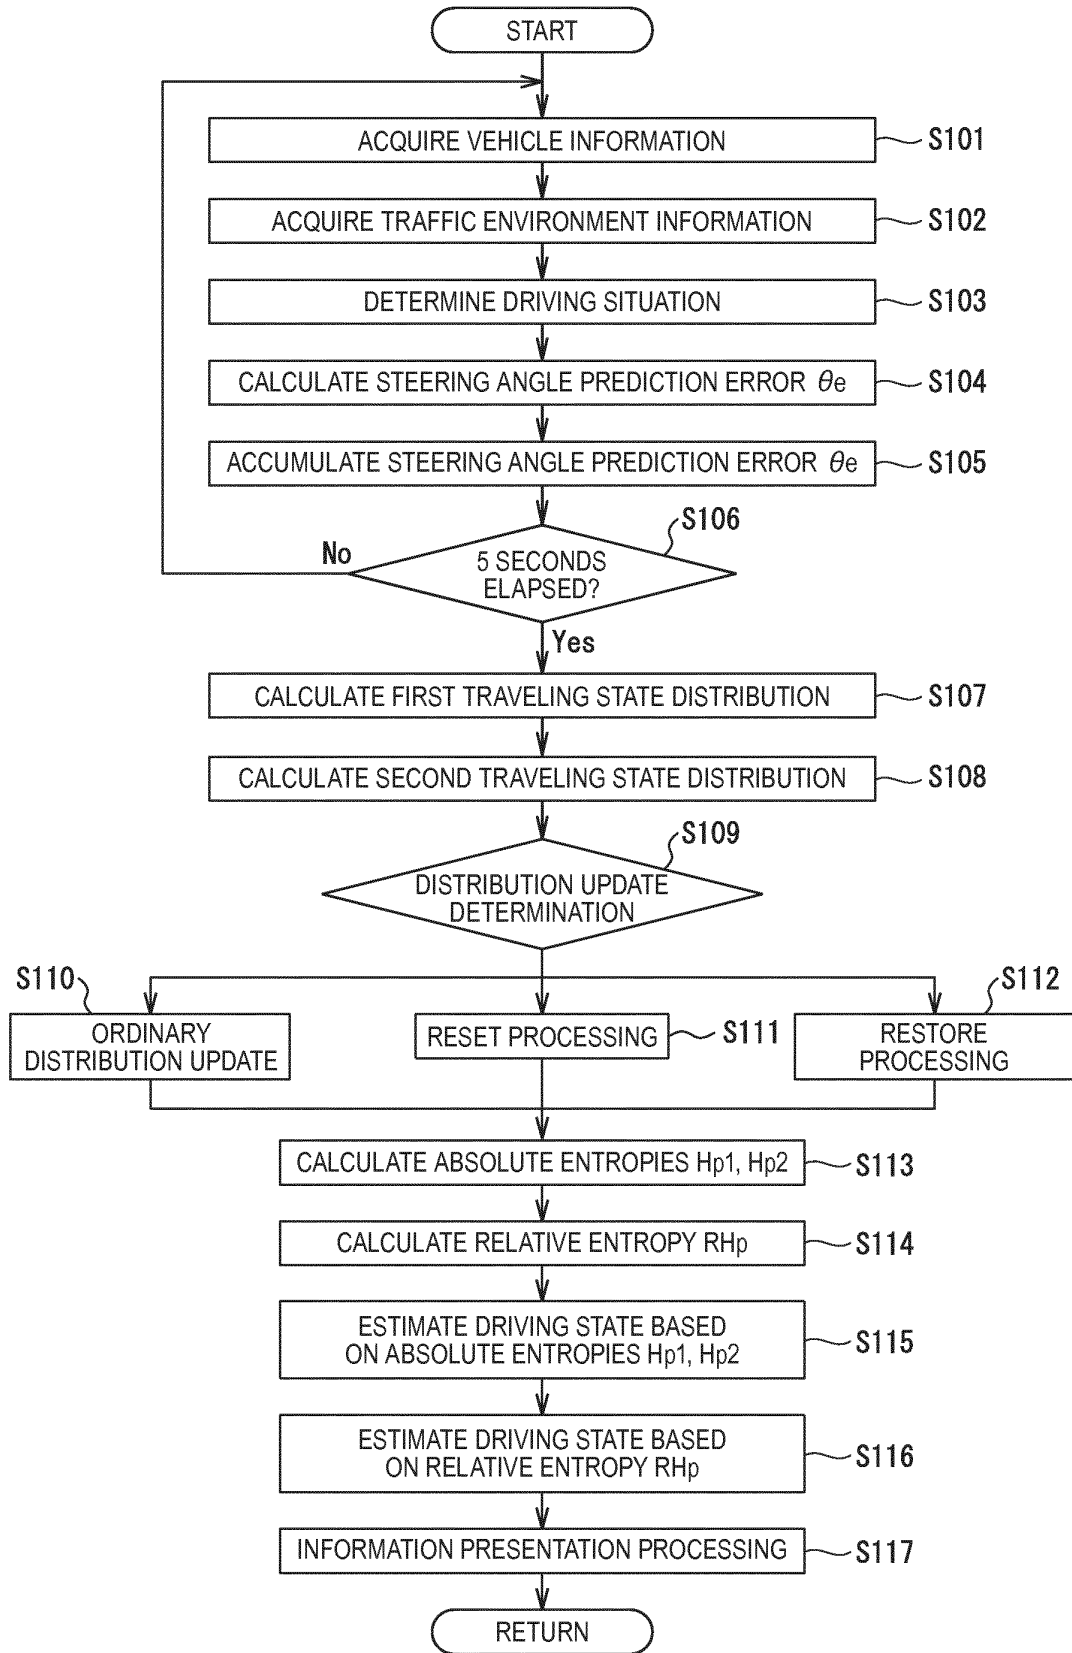 START
ACQUIRE VEHICLE INFORMATION
S101
ACQUIRE TRAFFIC ENVIRONMENT INFORMATION
S102
DETERMINE DRIVING SITUATION
S103
CALCULATE STEERING ANGLE PREDICTION ERROR θe
S104
ACCUMULATE STEERING ANGLE PREDICTION ERROR θe
S105
S106
No
5 SECONDS
ELAPSED?
Yes
CALCULATE FIRST TRAVELING STATE DISTRIBUTION
S107
CALCULATE SECOND TRAVELING STATE DISTRIBUTION
S108
S109
DISTRIBUTION UPDATE
DETERMINATION
S110
ORDINARY
DISTRIBUTION UPDATE
RESET PROCESSING
S111
S112
RESTORE
PROCESSING
CALCULATE ABSOLUTE ENTROPIES Hp1, Hp2
S113
CALCULATE RELATIVE ENTROPY RHp
S114
ESTIMATE DRIVING STATE BASED
ON ABSOLUTE ENTROPIES Hp1, Hp2
S115
ESTIMATE DRIVING STATE BASED
ON RELATIVE ENTROPY RHp
S116
INFORMATION PRESENTATION PROCESSING
S117
RETURN